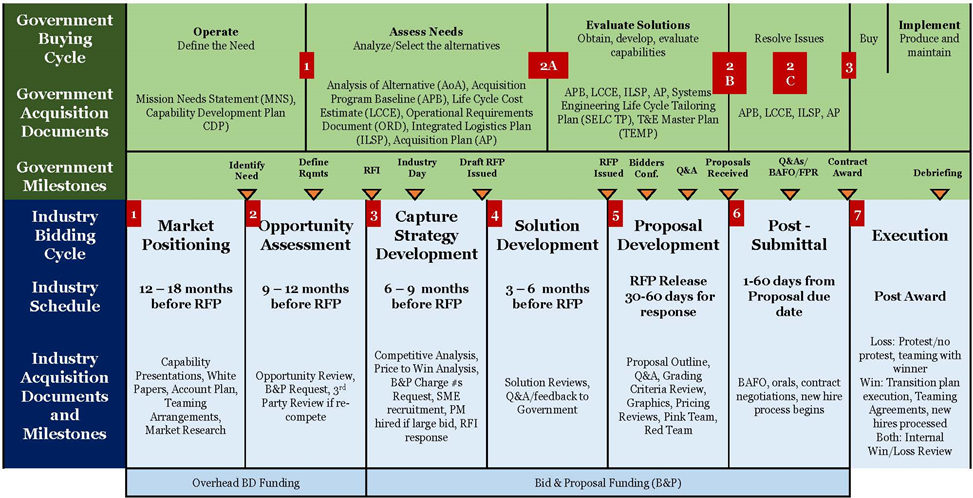 Government
Buying
Cycle
Operate
Define the Need
Assess Needs
Analyze/Select the alternatives
Evaluate Solutions
Obtain, develop, evaluate
capabilities
Resolve Issues
Buy
Implement
Produce and
maintain
1
2A
2
B
2
C
3
Government
Acquisition
Documents
Mission Needs Statement (MNS),
Capability Development Plan
CDP)
Analysis of Alternative (AoA), Acquisition
Program Baseline (APB), Life Cycle Cost
Estimate (LCCE), Operational Requirements
Document (ORD), Integrated Logistics Plan
(ILSP), Acquisition Plan (AP)
APB, LCCE, ILSP, AP, Systems
Engineering Life Cycle Tailoring
Plan (SELC TP), T&E Master Plan
(TEMP)
APB, LCCE, ILSP, AP
Government
Milestones
Identify
Need
Define
Rqmts
RFI
Industry
Day
Draft RFP
Issued
RFP
Issued
Bidders
Conf.
Q&A
Proposals
Received
Q&As/
BAFO/FPR
Contract
Award
Debriefing
Industry
Bidding
Cycle
1
Market
Positioning
2
Opportunity
Assessment
3
Capture
Strategy
Development
4
Solution
Development
5
Proposal
Development
6
Post -
Submittal
7
Execution
Industry
Schedule
12 – 18 months
before RFP
9 – 12 months
before RFP
6 – 9 months
before RFP
3 – 6 months
before RFP
RFP Release
30-60 days for
response
1-60 days from
Proposal due
date
Post Award
Industry
Acquisition
Documents
and
Milestones
Capability
Presentations, White
Papers, Account Plan,
Teaming
Arrangements,
Market Research
Opportunity Review,
B&P Request, 3rd
Party Review if re-
compete
Competitive Analysis,
Price to Win Analysis,
B&P Charge #s
Request, SME
recruitment, PM
hired if large bid, RFI
response
Solution Reviews,
Q&A/feedback to
Government
Proposal Outline,
Q&A, Grading
Criteria Review,
Graphics, Pricing
Reviews, Pink Team,
Red Team
BAFO, orals, contract
negotiations, new hire
process begins
Loss: Protest/no
protest, teaming with
winner
Win: Transition plan
execution, Teaming
Agreements, new
hires processed
Both: Internal
Win/Loss Review
Overhead BD Funding
Bid & Proposal Funding (B&P)